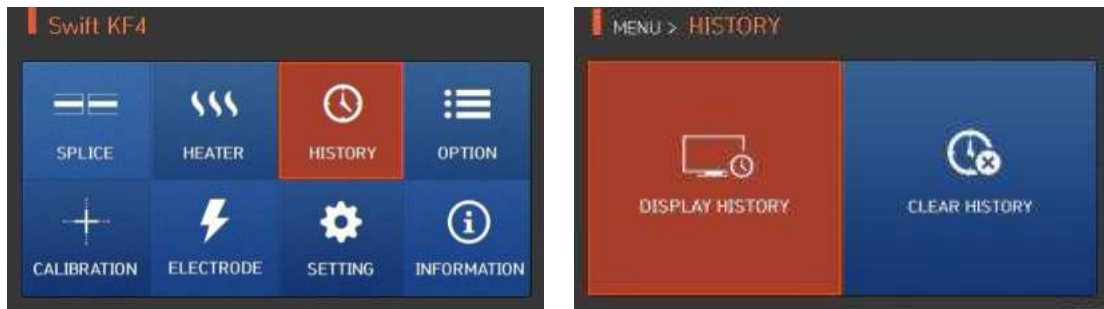 Swift KF4
SPLICE HEATER HISTORY OPTION
CALIBRATION ELECTRODE SETTING INFORMATION
MENU > HISTORY
DISPLAY HISTORY CLEAR HISTORY